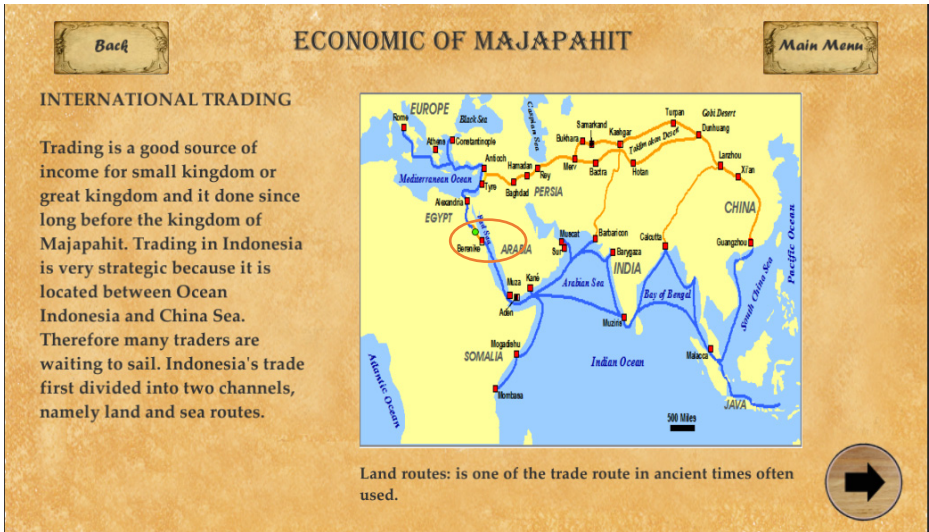 Back
ECONOMIC OF MAJAPAHIT
Main Menu
INTERNATIONAL TRADING
Trading is a good source of
income for small kingdom or
great kingdom and it done since
long before the kingdom of
Majapahit. Trading in Indonesia
is very strategic because it is
located between Ocean
Indonesia and China Sea.
Therefore many traders are
waiting to sail. Indonesia's trade
first divided into two channels,
namely land and sea routes.
EUROPE
Rome
Black Sea
Caspian Sea
Athens
Constantinople
Samarkand
Bukhara
Kashgar
Turpan
Gobi Desert
Dunhuang
Taklimakan Desert
Antioch
Hamadan
Rey
Merv
Bactra
Hotan
Lanzhou
Xi'an
Mediterranean Ocean
Tyre
Baghdad
PERSIA
Alexandria
EGYPT
Red Sea
CHINA
Berenike
ARABIA
Muscat
Sur
Barbaricon
Barygaza
Calcutta
Guangzhou
Pacific Ocean
INDIA
Muza
Kané
Aden
Arabian Sea
Bay of Bengal
South China Sea
Muziris
Mogadishu
SOMALIA
Indian Ocean
Malacca
Atlantic Ocean
Mombasa
JAVA
500 Miles
Land routes: is one of the trade route in ancient times often
used.